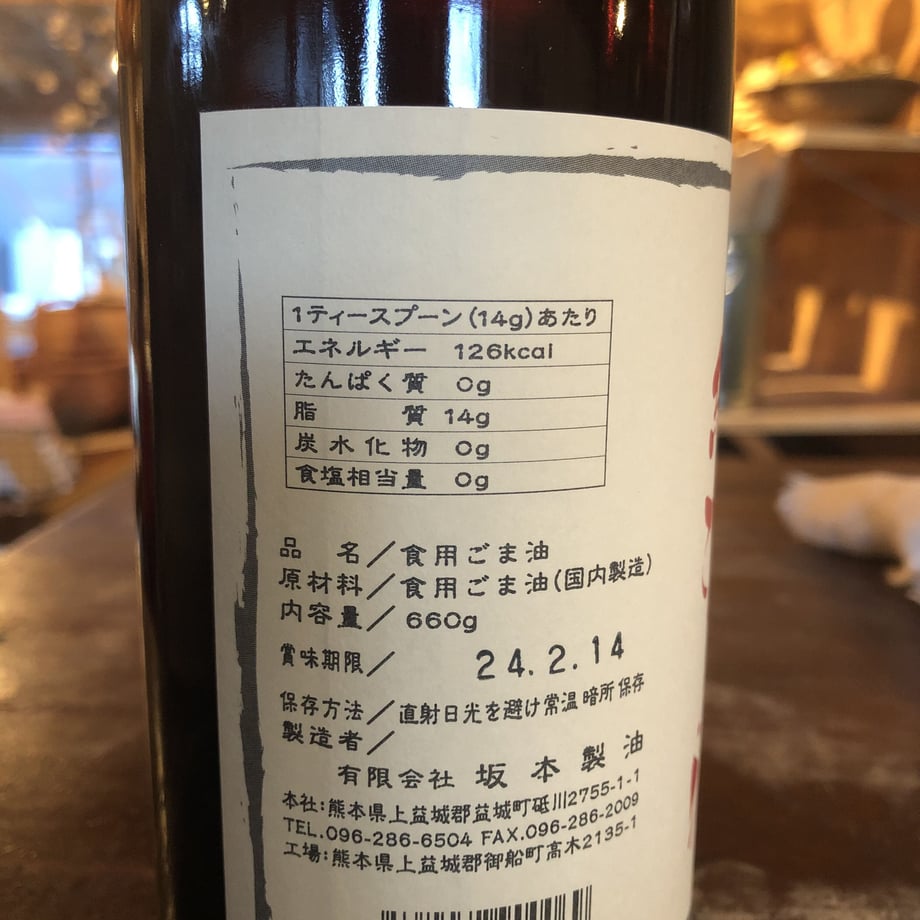 1ティースプーン(14g)あたり
エネルギー 126kcal
たんぱく質 0g
脂 質 14g
炭水化物 0g
食塩相当量 0g
品 名/食用ごま油
原材料/食用ごま油(国内製造)
内容量/660g
賞味期限/ 24.2.14
保存方法/直射日光を避け常温暗所保存
製造者/
有限会社 坂本製油
本社:熊本県上益城郡益城町砥川2755-1-1
TEL.096-286-6504 FAX.096-286-2009
工場:熊本県上益城郡御船町高木2135-1